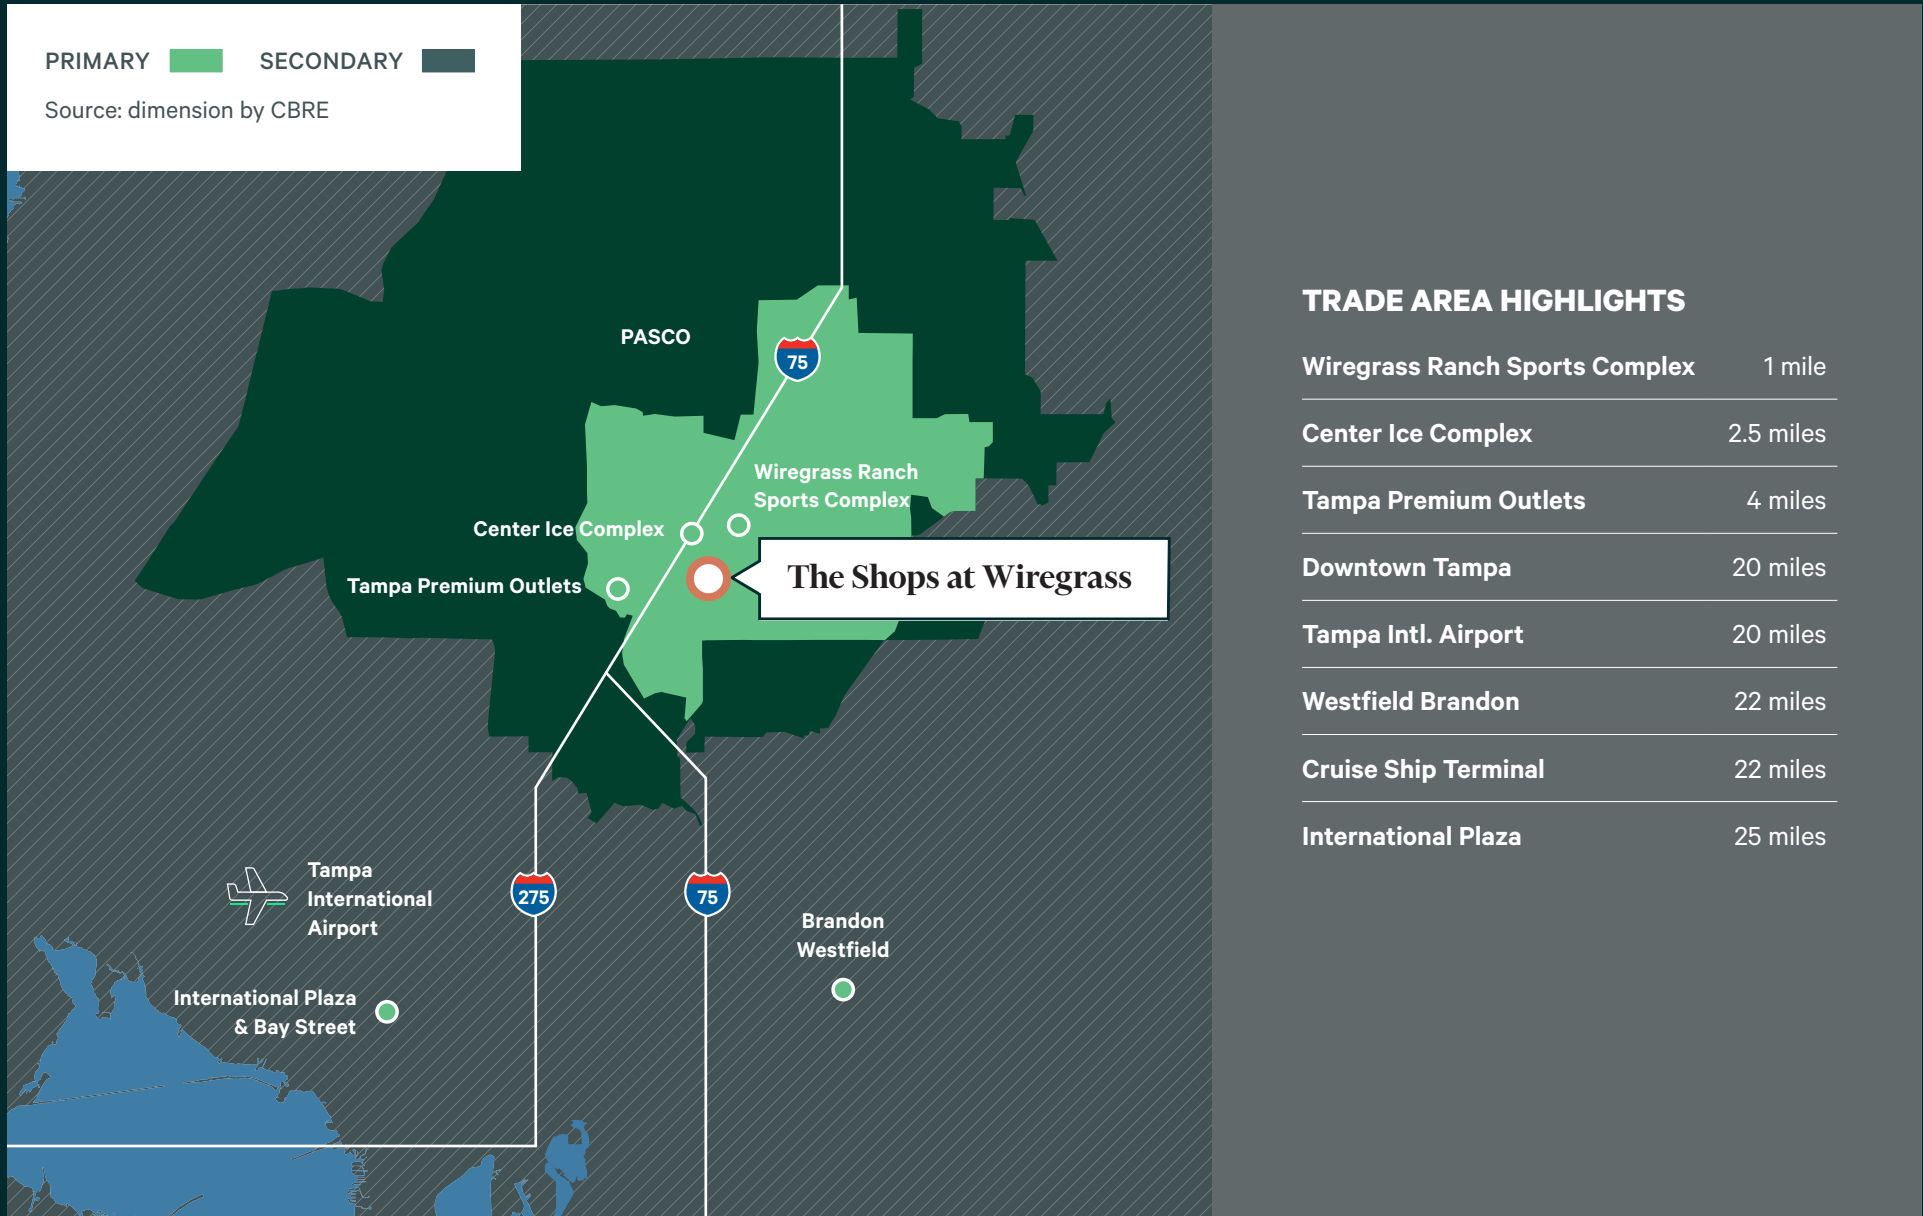 PRIMARY SECONDARY
Source: dimension by CBRE
PASCO
75
Wiregrass Ranch
Sports Complex
Center Ice Complex
Tampa Premium Outlets
The Shops at Wiregrass
Tampa
International
Airport
275
75
Brandon
Westfield
International Plaza
& Bay Street
TRADE AREA HIGHLIGHTS
Wiregrass Ranch Sports Complex 1 mile
Center Ice Complex 2.5 miles
Tampa Premium Outlets 4 miles
Downtown Tampa 20 miles
Tampa Intl. Airport 20 miles
Westfield Brandon 22 miles
Cruise Ship Terminal 22 miles
International Plaza 25 miles